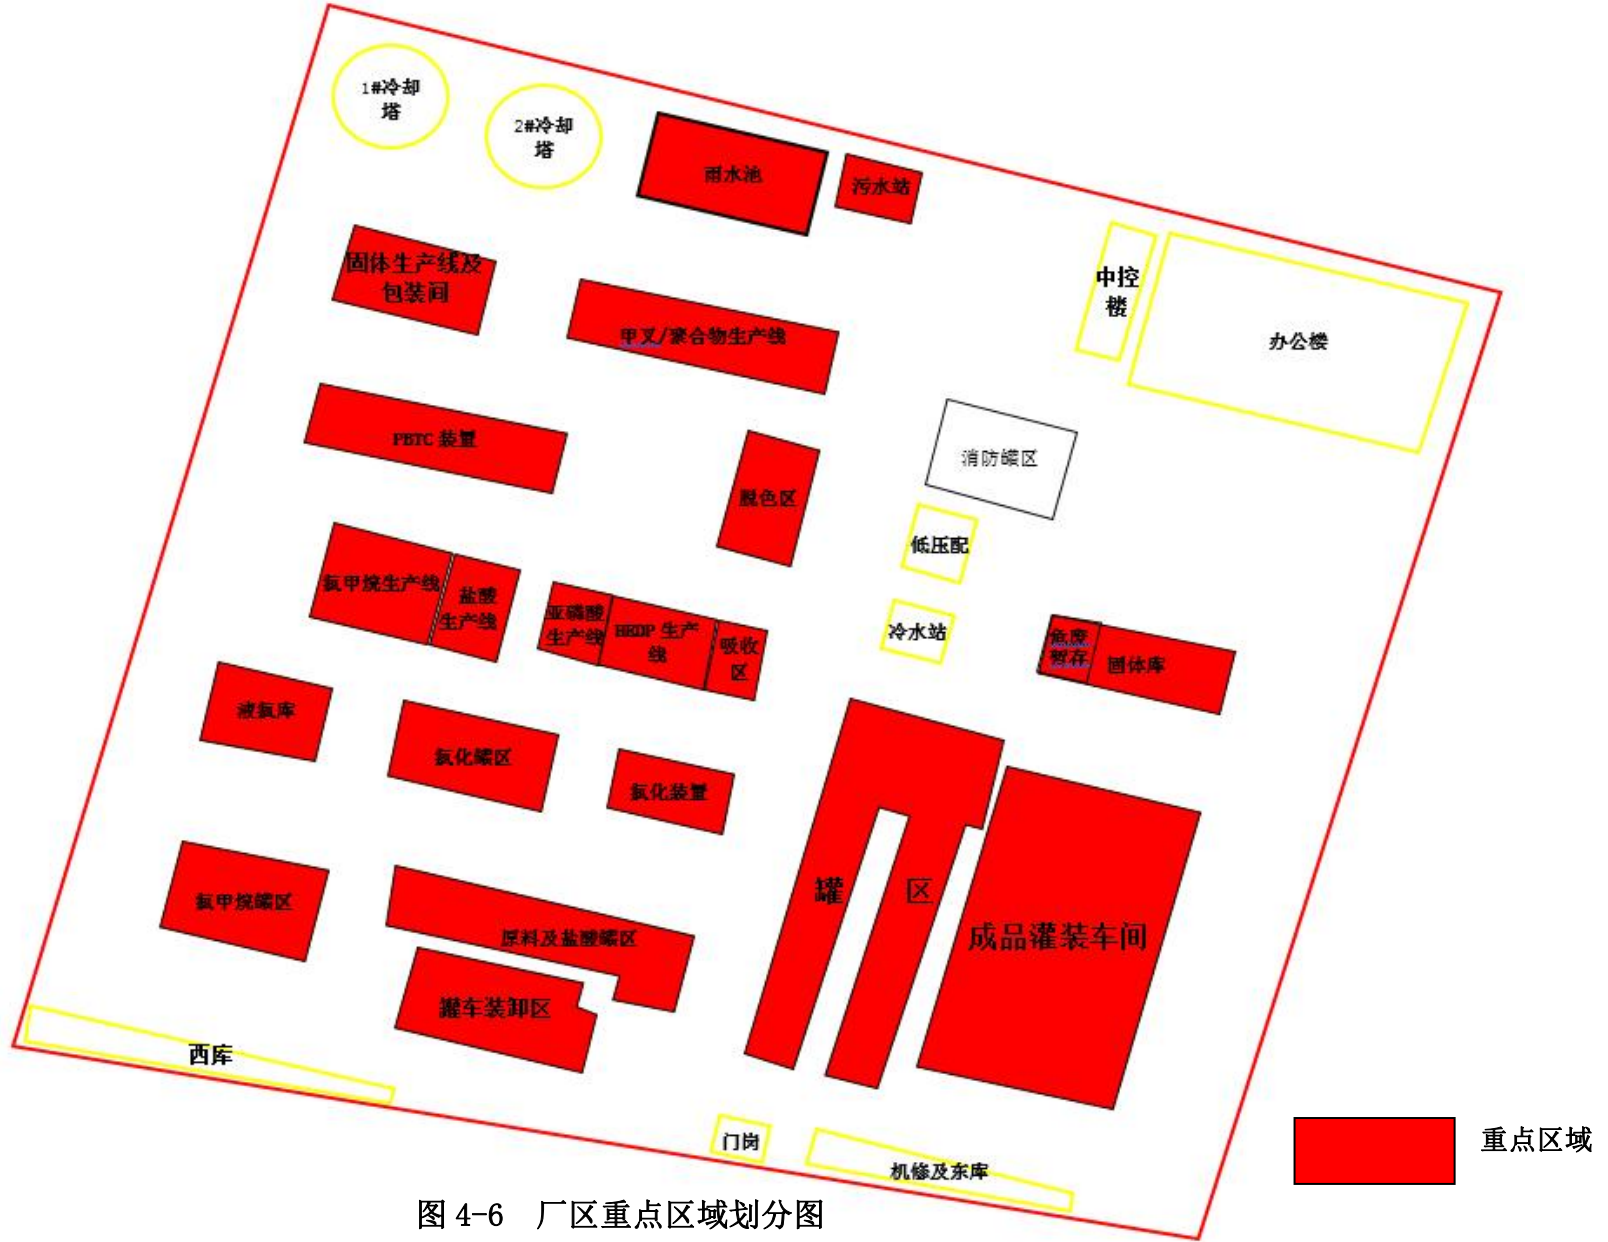 1#冷却
塔
2#冷却
塔
雨水池
污水站
固体生产线及
包装间
甲叉/聚合物生产线
中控
楼
办公楼
PBTC 装置
消防罐区
脱色区
低压配
氯甲烷生产线
盐酸
生产线
亚磷酸
生产线
HEDP 生产
线
吸收
区
冷水站
危废
暂存
固体库
液氯库
氯化罐区
氯化装置
罐 区
氯甲烷罐区
原料及盐酸罐区
成品灌装车间
罐车装卸区
西库
门岗
机修及东库
重点区域
图 4-6 厂区重点区域划分图